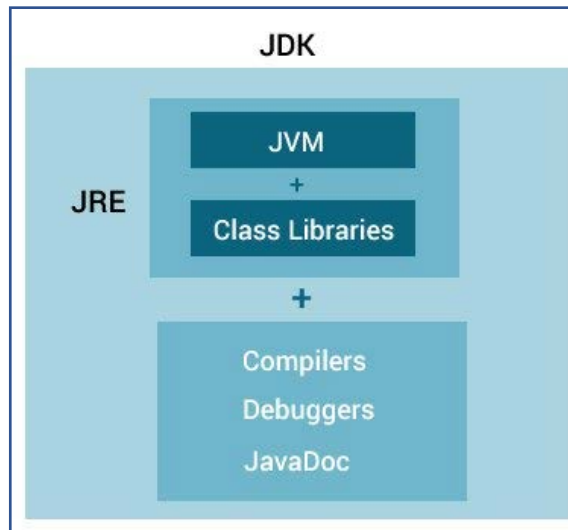 JDK
JVM
+
JRE
Class Libraries
+
Compilers
Debuggers
JavaDoc